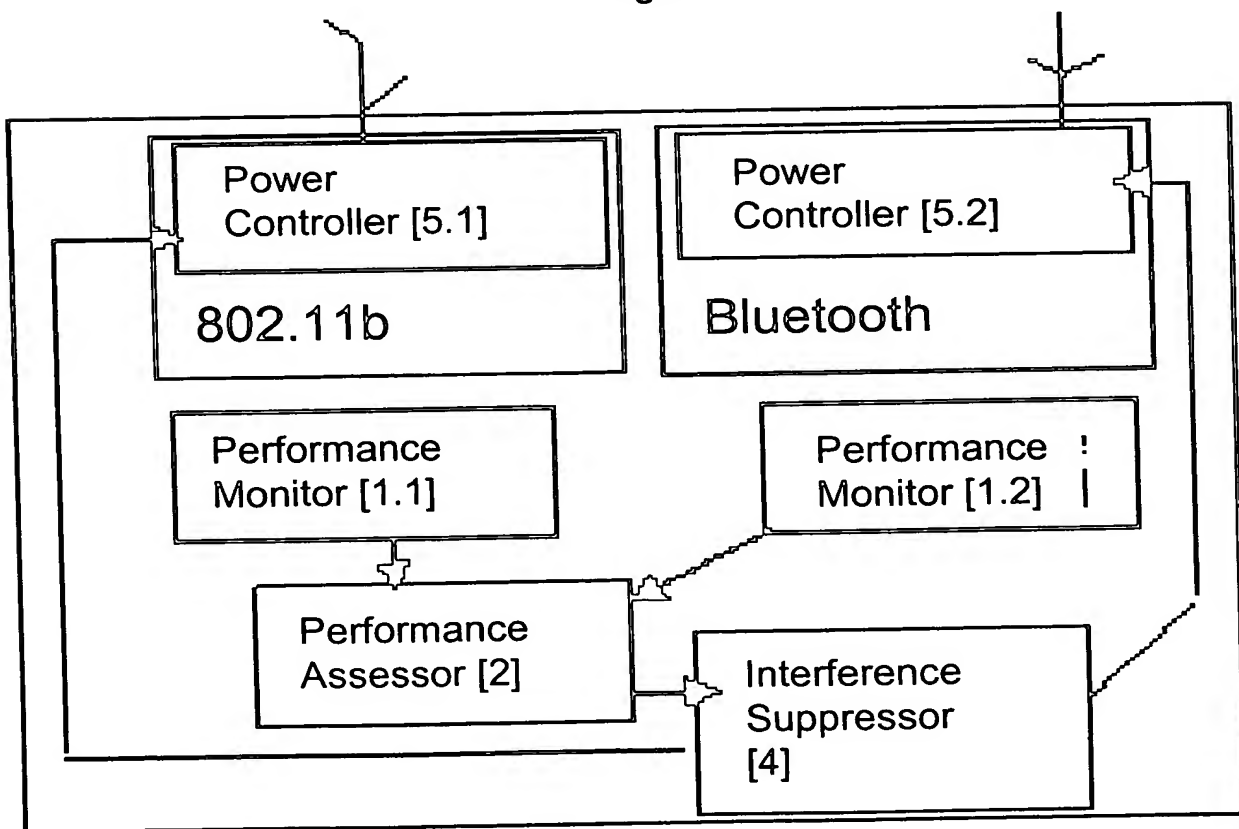 Power
Controller [5.1]
802.11b
Power
Controller [5.2]
Bluetooth
Performance
Monitor [1.1]
Performance
Monitor [1.2]
Performance
Assessor [2]
Interference
Suppressor
[4]